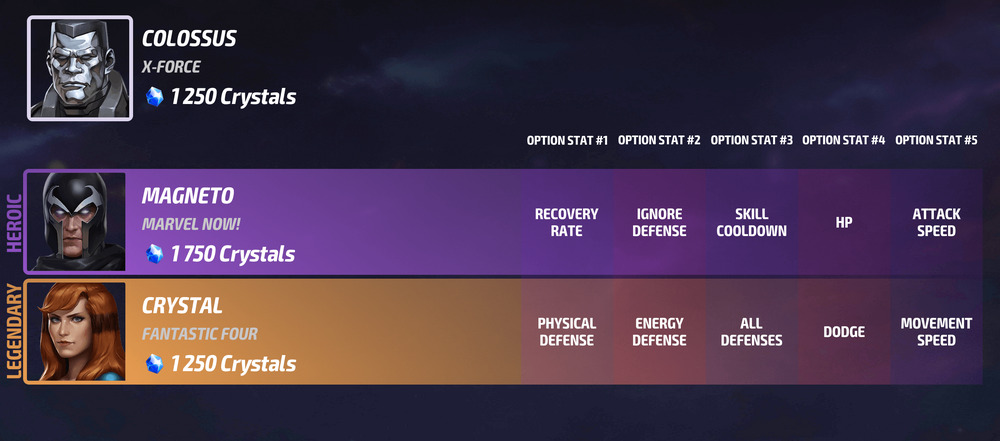 COLOSSUS
X-FORCE
1 250 Crystals
OPTION STAT #1 OPTION STAT #2 OPTION STAT #3 OPTION STAT #4 OPTION STAT #5
HEROIC
MAGNETO
MARVEL NOW!
1 750 Crystals
RECOVERY
RATE
IGNORE
DEFENSE
SKILL
COOLDOWN
HP
ATTACK
SPEED
LEGENDARY
CRYSTAL
FANTASTIC FOUR
1 250 Crystals
PHYSICAL
DEFENSE
ENERGY
DEFENSE
ALL
DEFENSES
DODGE
MOVEMENT
SPEED